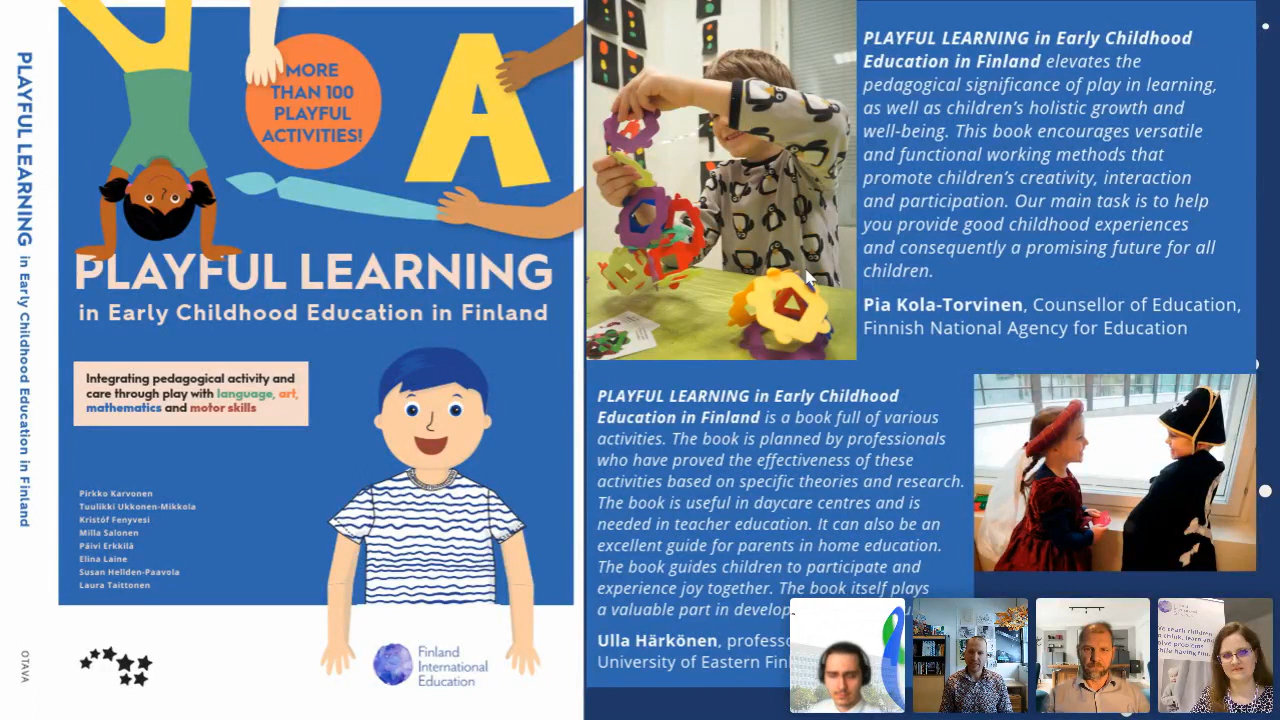 PLAYFUL LEARNING in Early Childhood Education in Finland
OTAVA
MORE
THAN 100
PLAYFUL
ACTIVITIES!
A
PLAYFUL LEARNING
in Early Childhood Education in Finland
Integrating pedagogical activity and
care through play with language, art,
mathematics and motor skills
Pirkko Karvonen
Tuulikki Ukkonen-Mikkola
Kristóf Fenyvesi
Milla Salonen
Päivi Erkkilä
Elina Laine
Susan Hellden-Paavola
Laura Taittonen
Finland
International
Education
PLAYFUL LEARNING in Early Childhood
Education in Finland elevates the
pedagogical significance of play in learning,
as well as children's holistic growth and
well-being. This book encourages versatile
and functional working methods that
promote children's creativity, interaction
and participation. Our main task is to help
you provide good childhood experiences
and consequently a promising future for all
children.
Pia Kola-Torvinen, Counsellor of Education,
Finnish National Agency for Education
PLAYFUL LEARNING in Early Childhood
Education in Finland is a book full of various
activities. The book is planned by professionals
who have proved the effectiveness of these
activities based on specific theories and research.
The book is useful in daycare centres and is
needed in teacher education. It can also be an
excellent guide for parents in home education.
The book guides children to participate and
experience joy together. The book itself plays
a valuable part in develop
Ulla Härkönen, profess
University of Eastern Fin